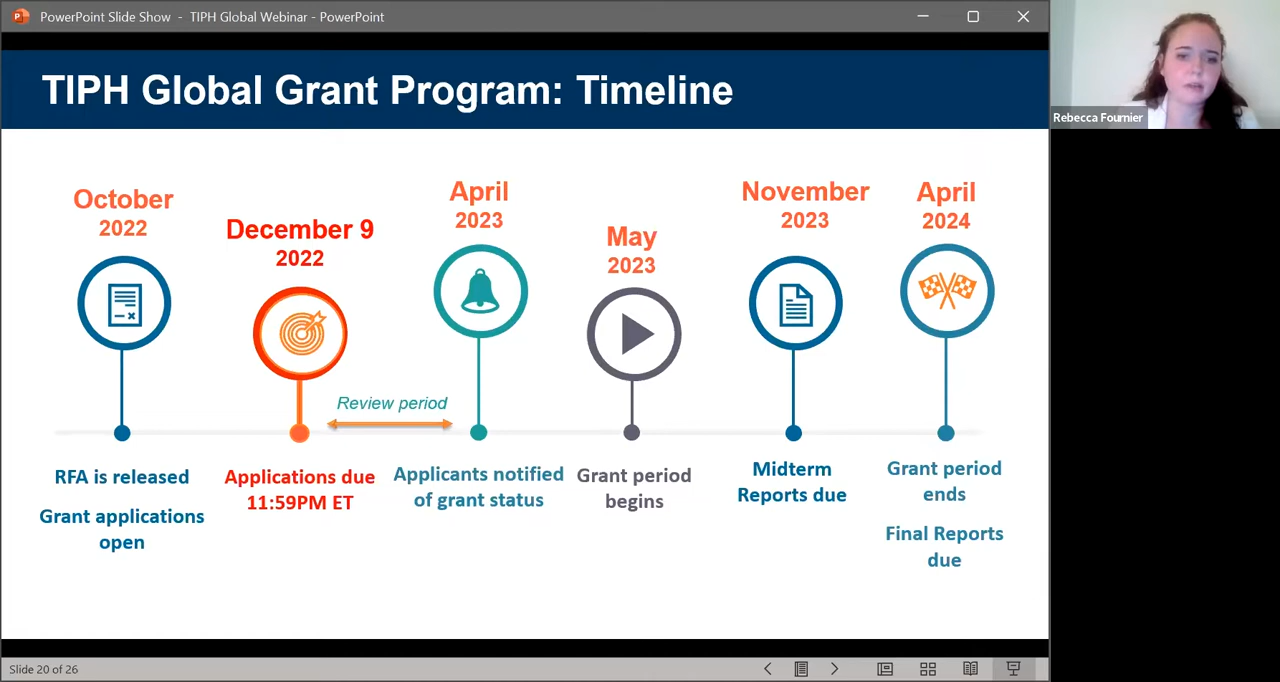 PowerPoint Slide Show - TIPH Global Webinar - PowerPoint
TIPH Global Grant Program: Timeline
October
2022
December 9
2022
April
2023
May
2023
November
2023
April
2024
Review period
RFA is released
Grant applications
open
Applications due
11:59PM ET
Applicants notified
of grant status
Grant period
begins
Midterm
Reports due
Grant period
ends
Final Reports
due
Slide 20 of 26
Rebecca Fournier